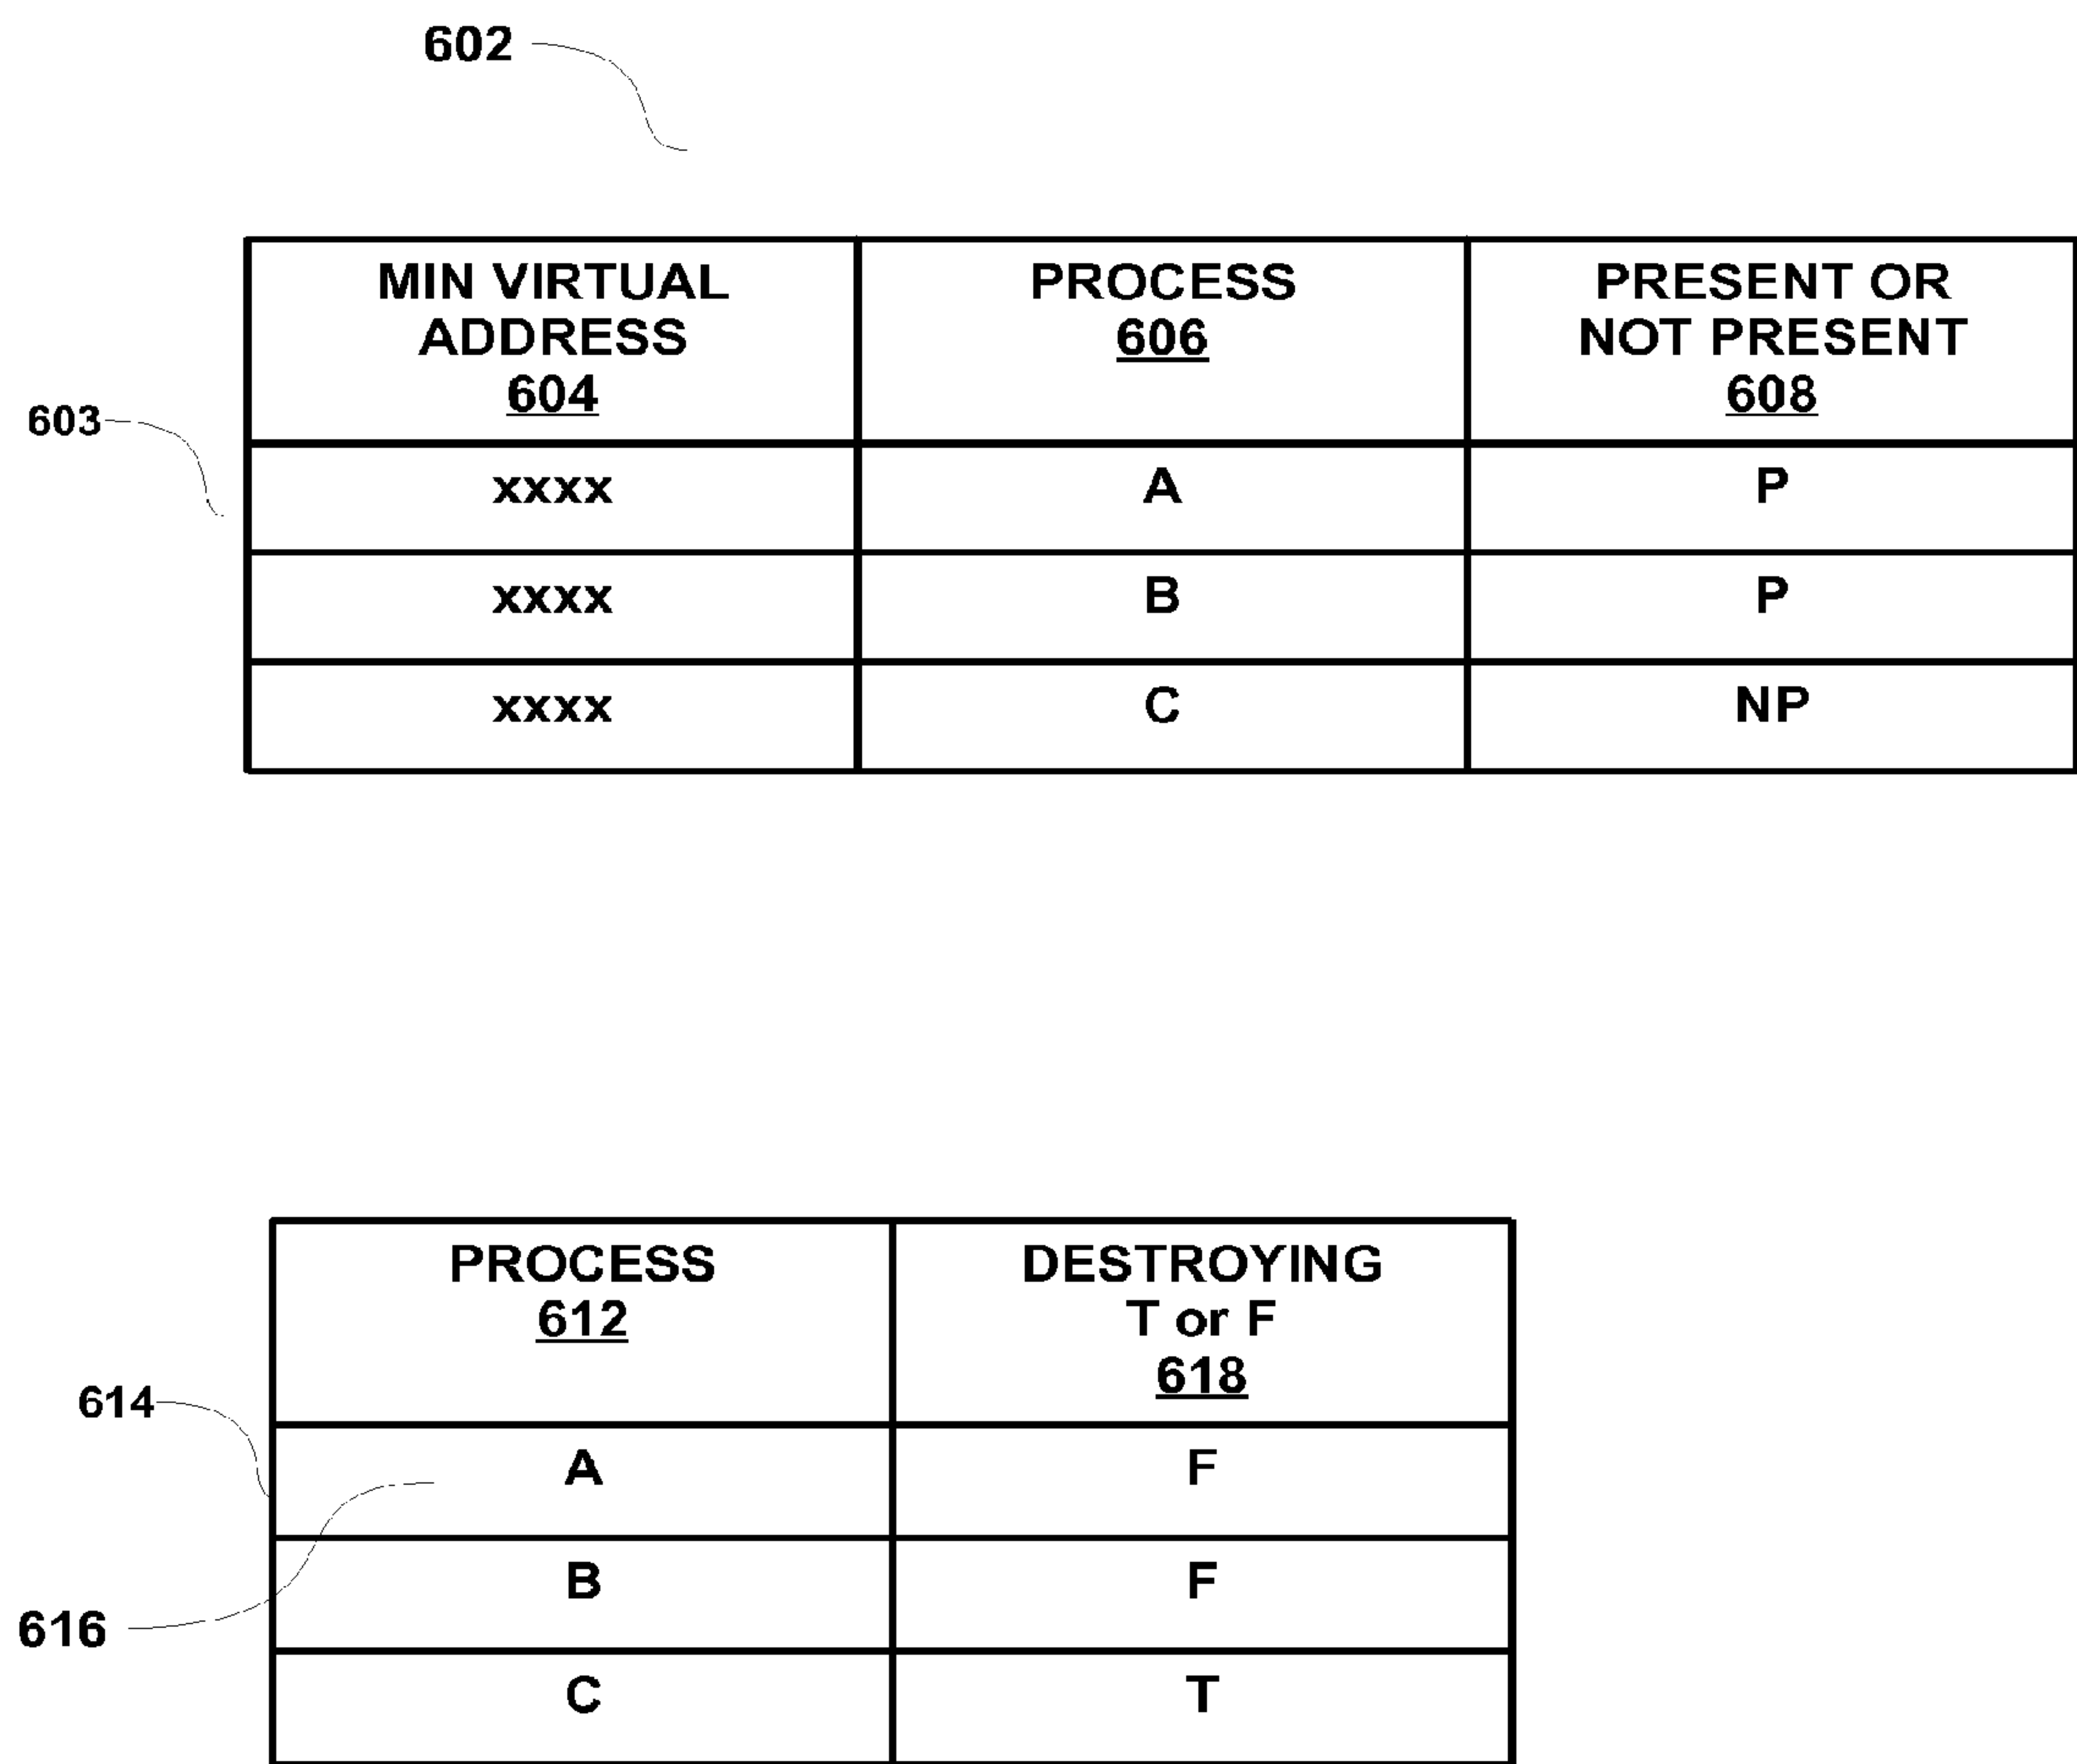 602
MIN VIRTUAL
ADDRESS
604
PROCESS
606
PRESENT OR
NOT PRESENT
608
603
xxxx A P
xxxx B P
xxxx C NP
PROCESS
612
DESTROYING
T or F
618
614
A F
B F
616
C T